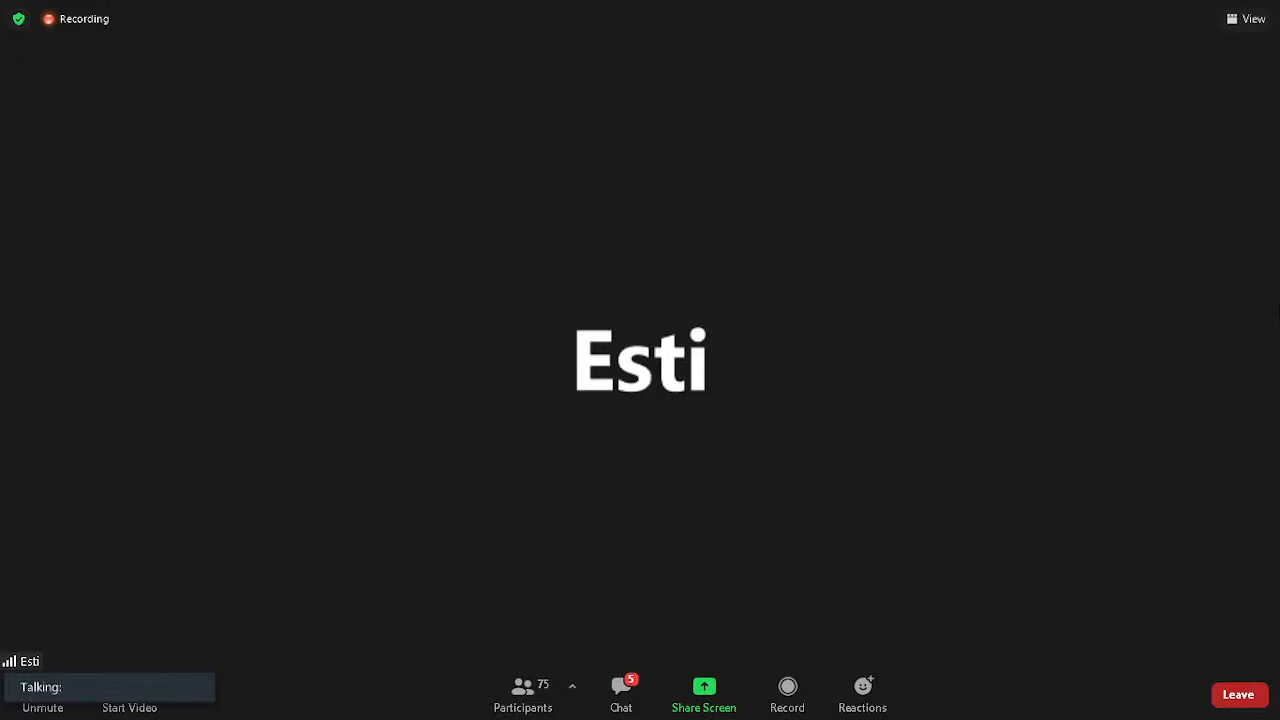 Recording
View
Esti
Esti
Talking:
Unmute
Start Video
75
Participants
5
Chat
Share Screen
Record
Reactions
Leave